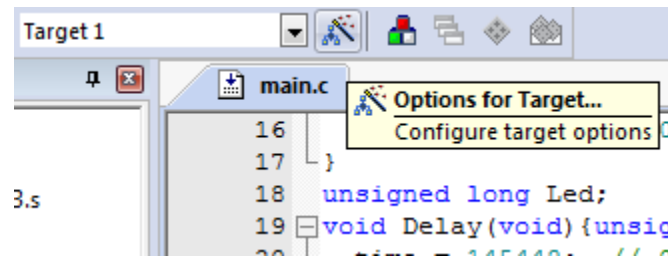 Target 1
main.c
Options for Target...
Configure target options
16
17 }
18 unsigned long Led;
3.s
19 void Delay(void){unsig